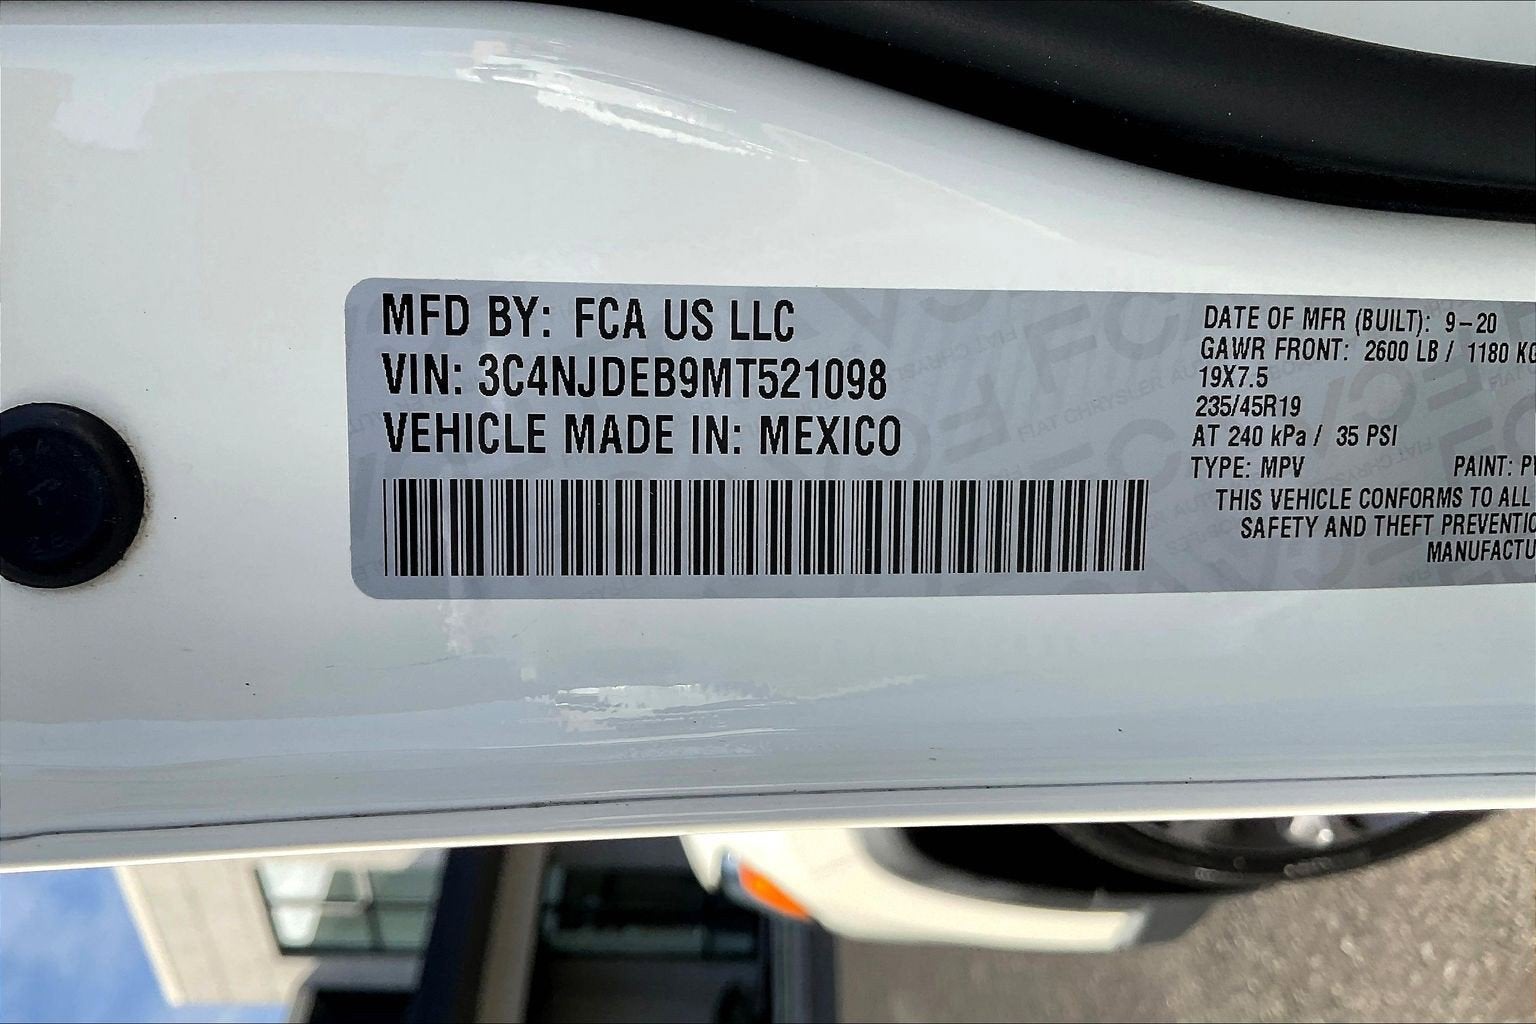 MFD BY: FCA US LLC
VIN: 3C4NJDEB9MT521098
VEHICLE MADE IN: MEXICO
DATE OF MFR (BUILT): 9-20
GAWR FRONT: 2600 LB / 1180 KG
19X7.5
235/45R19
AT 240 kPa / 35 PSI
TYPE: MPV PAINT:
THIS VEHICLE CONFORMS TO ALL
SAFETY AND THEFT